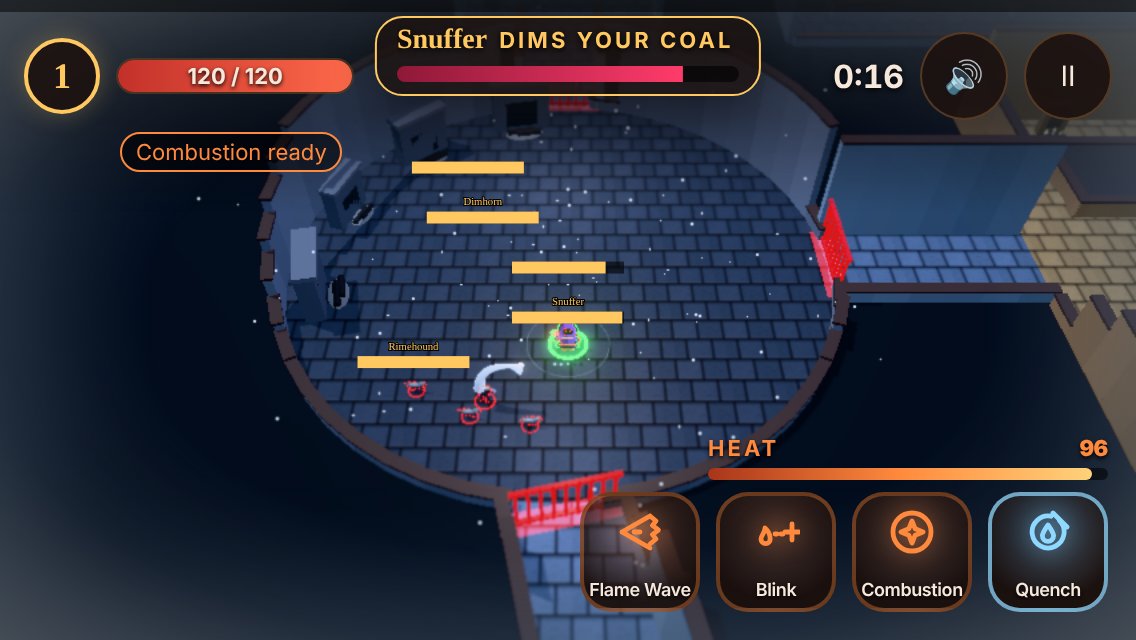 1
120 / 120
Snuffer DIMS YOUR COAL
0:16
Combustion ready
Dimhorn
Snuffer
Rimehound
HEAT 96
Flame Wave
Blink
Combustion
Quench